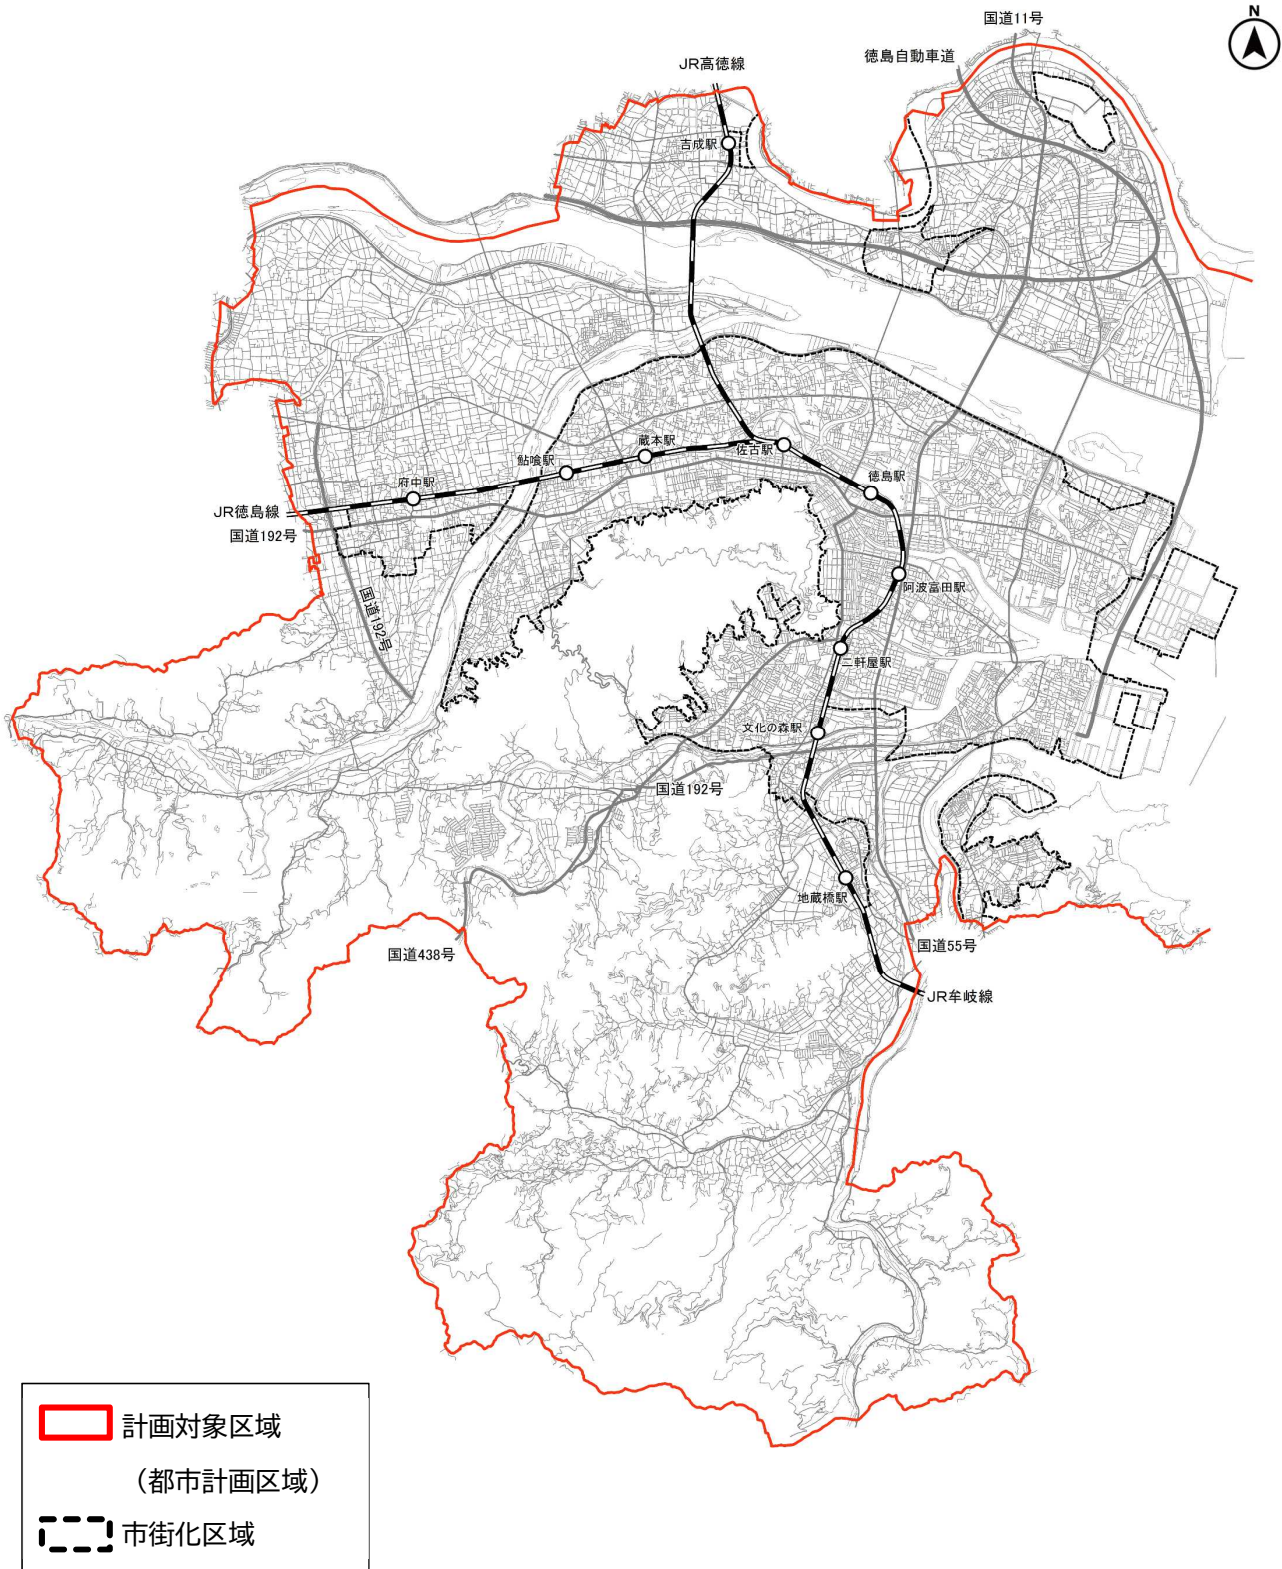 N
国道11号
徳島自動車道
JR高徳線
吉成駅
蔵本駅
佐古駅
鮎喰駅
府中駅
徳島駅
JR徳島線
国道192号
阿波富田駅
国道192号
二軒屋駅
文化の森駅
国道192号
地蔵橋駅
国道55号
国道438号
JR牟岐線
計画対象区域
（都市計画区域）
市街化区域